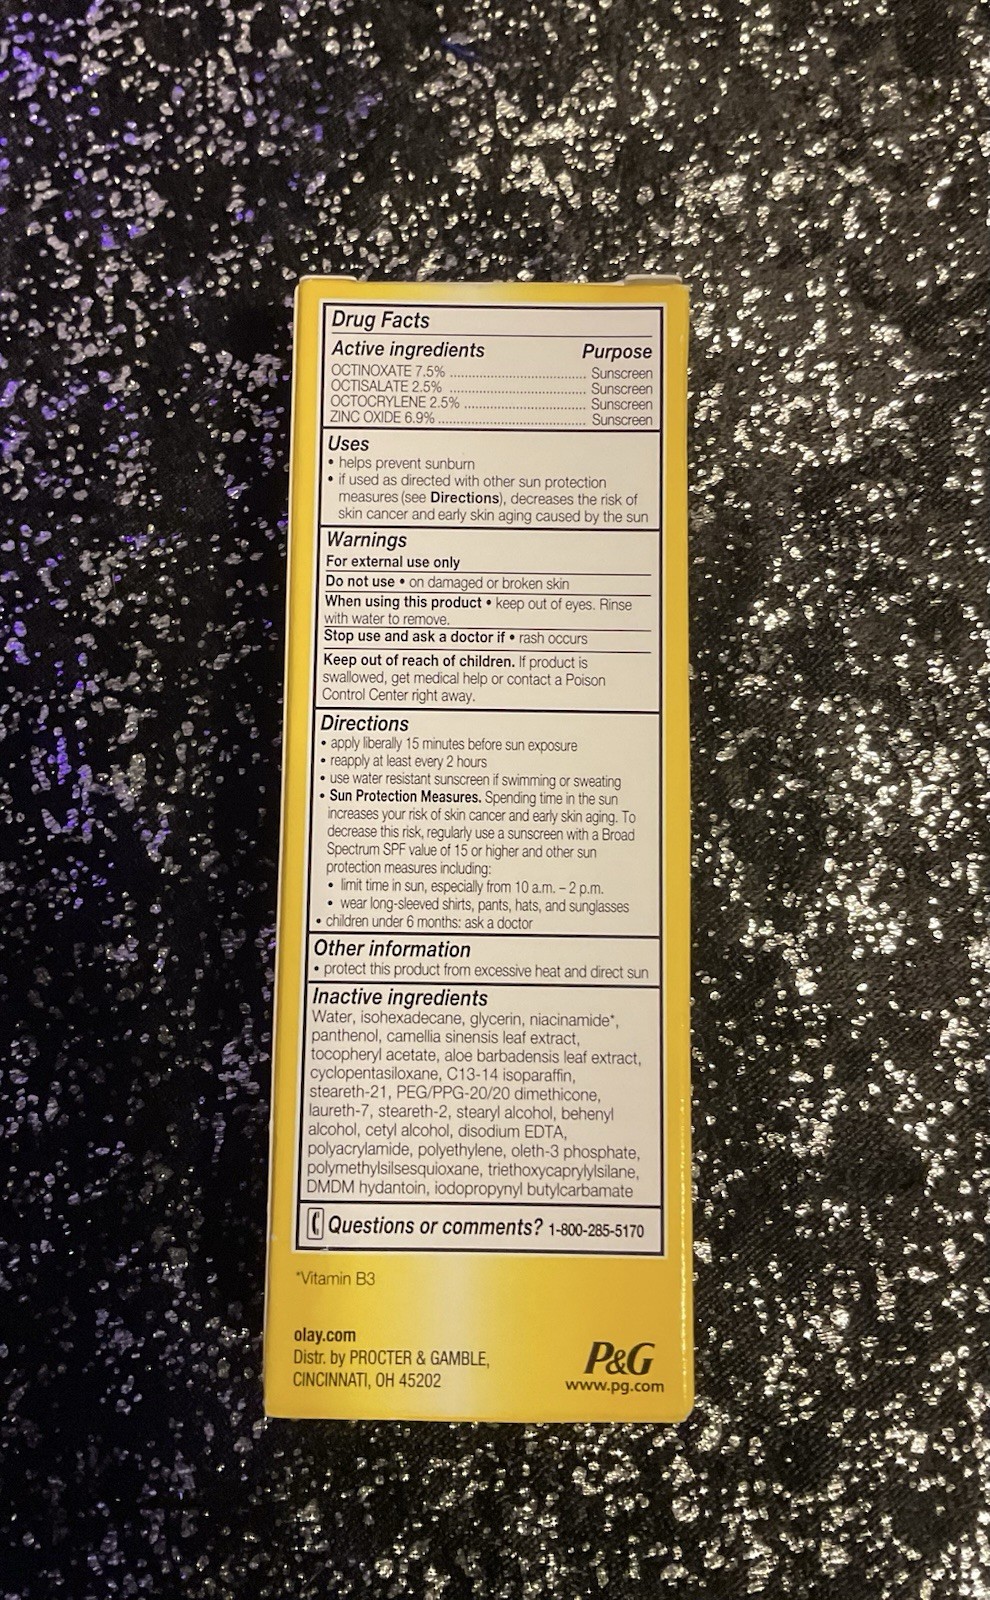 Drug Facts
Active ingredients Purpose
OCTINOXATE 7.5% ................................ Sunscreen
OCTISALATE 2.5% ................................ Sunscreen
OCTOCRYLENE 2.5% ............................. Sunscreen
ZINC OXIDE 6.9% ................................... Sunscreen
Uses
• helps prevent sunburn
• if used as directed with other sun protection
measures (see Directions), decreases the risk of
skin cancer and early skin aging caused by the sun
Warnings
For external use only
Do not use • on damaged or broken skin
When using this product • keep out of eyes. Rinse
with water to remove.
Stop use and ask a doctor if • rash occurs
Keep out of reach of children. If product is
swallowed, get medical help or contact a Poison
Control Center right away.
Directions
• apply liberally 15 minutes before sun exposure
• reapply at least every 2 hours
• use water resistant sunscreen if swimming or sweating
• Sun Protection Measures. Spending time in the sun
increases your risk of skin cancer and early skin aging. To
decrease this risk, regularly use a sunscreen with a Broad
Spectrum SPF value of 15 or higher and other sun
protection measures including:
• limit time in sun, especially from 10 a.m. – 2 p.m.
• wear long-sleeved shirts, pants, hats, and sunglasses
• children under 6 months: ask a doctor
Other information
• protect this product from excessive heat and direct sun
Inactive ingredients
Water, isohexadecane, glycerin, niacinamide*,
panthenol, camellia sinensis leaf extract,
tocopheryl acetate, aloe barbadensis leaf extract,
cyclopentasiloxane, C13-14 isoparaffin,
steareth-21, PEG/PPG-20/20 dimethicone,
laureth-7, steareth-2, stearyl alcohol, behenyl
alcohol, cetyl alcohol, disodium EDTA,
polyacrylamide, polyethylene, oleth-3 phosphate,
polymethylsilsesquioxane, triethoxycaprylylsilane,
DMDM hydantoin, iodopropynyl butylcarbamate
Questions or comments? 1-800-285-5170
*Vitamin B3
olay.com
Distr. by PROCTER & GAMBLE,
CINCINNATI, OH 45202
P&G
www.pg.com